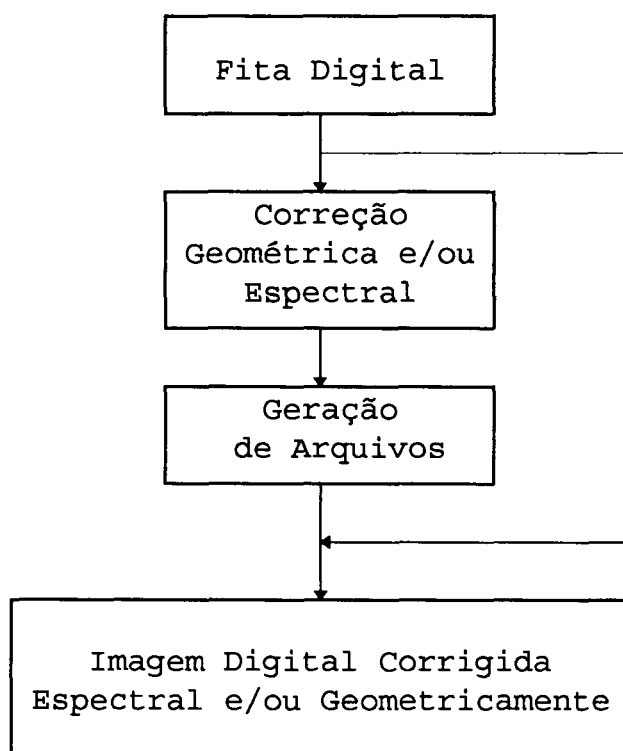 Fita Digital
Correção
Geométrica e/ou
Espectral
Geração
de Arquivos
Imagem Digital Corrigida
Espectral e/ou Geometricamente